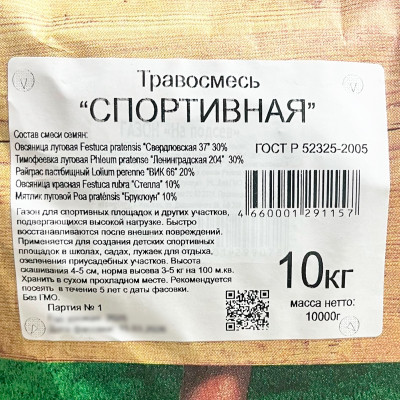 Травосмесь
"СПОРТИВНАЯ"
Состав смеси семян:
Овсяница луговая Festuca pratensis "Свердловская 37" 30%
Тимофеевка луговая Phleum pratense "Ленинградская 204" 30%
Райграс пастбищный Lolium perenne "ВИК 66" 20%
Овсяница красная Festuca rubra "Стелла" 10%
Мятлик луговой Poa praténsis "Бруклоун" 10%
ГОСТ Р 52325-2005
4 660001 291157
Газон для спортивных площадок и других участков,
подвергающихся высокой нагрузке. Быстро
восстанавливаются после внешних повреждений.
Применяется для создания детских спортивных
площадок в школах, садах, лужаек для отдыха,
озеленения приусадебных участков. Высота
скашивания 4-5 см, норма высева 3-5 кг на 100 м.кв.
Хранить в сухом прохладном месте. Рекомендуется
посеять в течение 5 лет с даты фасовки.
Без ГМО.
Партия № 1
10кг
масса нетто:
10000г